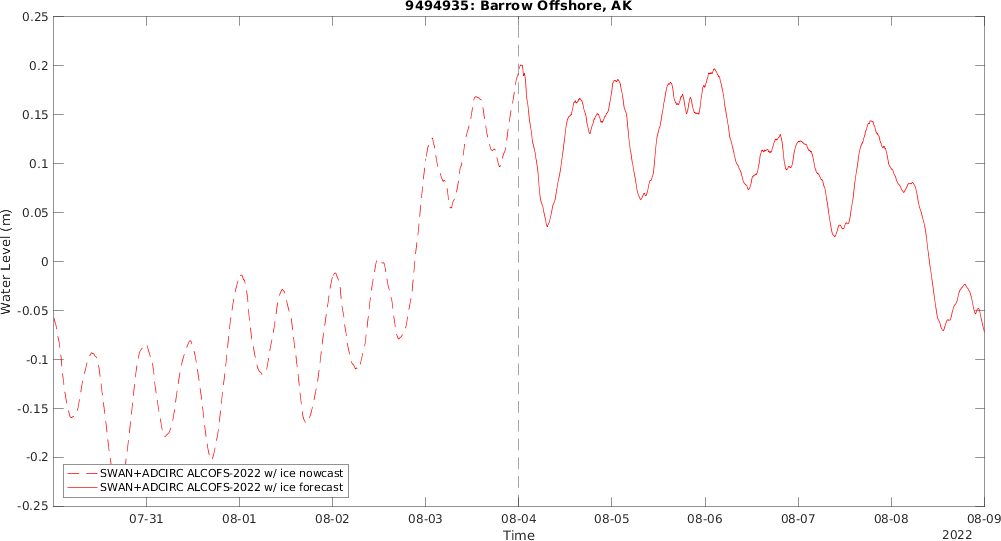 9494935: Barrow Offshore, AK
0.25
0.2
0.15
0.1
0.05
0
-0.05
-0.1
-0.15
-0.2
-0.25
Water Level (m)
SWAN+ADCIRC ALCOFS-2022 w/ ice nowcast
SWAN+ADCIRC ALCOFS-2022 w/ ice forecast
07-31 08-01 08-02 08-03 08-04 08-05 08-06 08-07 08-08 08-09
Time
2022